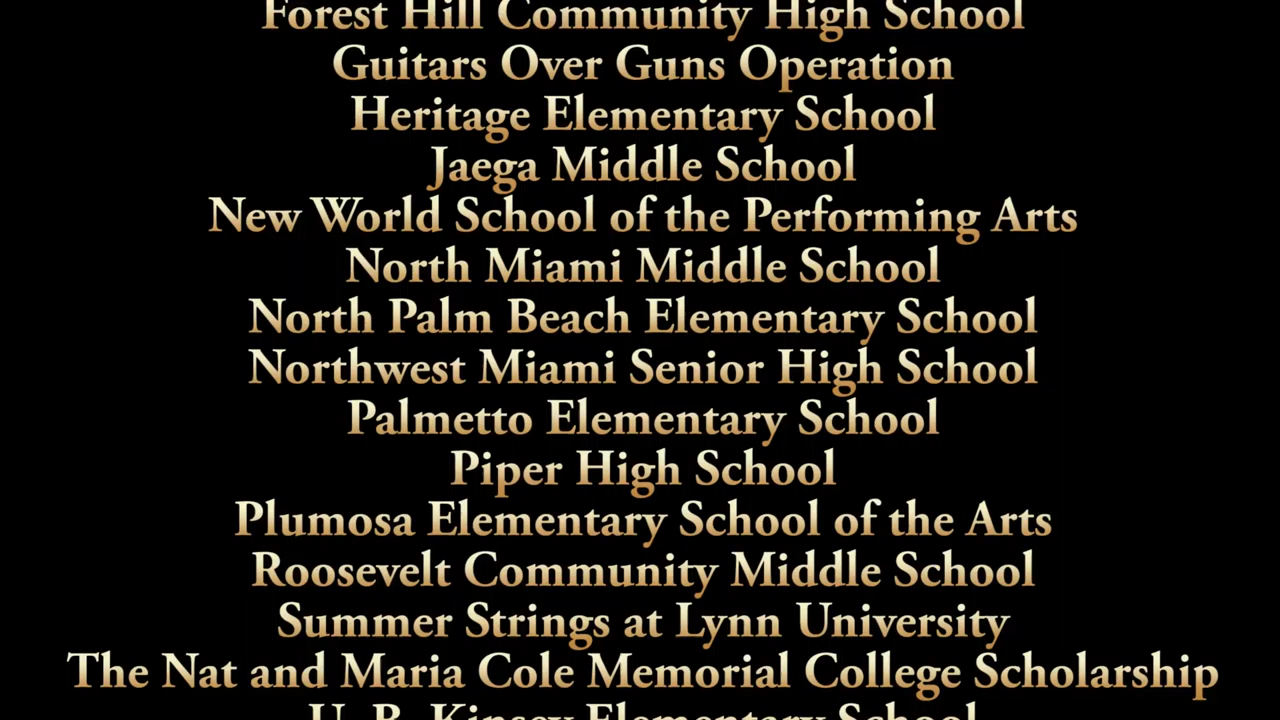 Forest Hill Community High School
Guitars Over Guns Operation
Heritage Elementary School
Jaega Middle School
New World School of the Performing Arts
North Miami Middle School
North Palm Beach Elementary School
Northwest Miami Senior High School
Palmetto Elementary School
Piper High School
Plumosa Elementary School of the Arts
Roosevelt Community Middle School
Summer Strings at Lynn University
The Nat and Maria Cole Memorial College Scholarship
U. B. Kinsey Elementary School